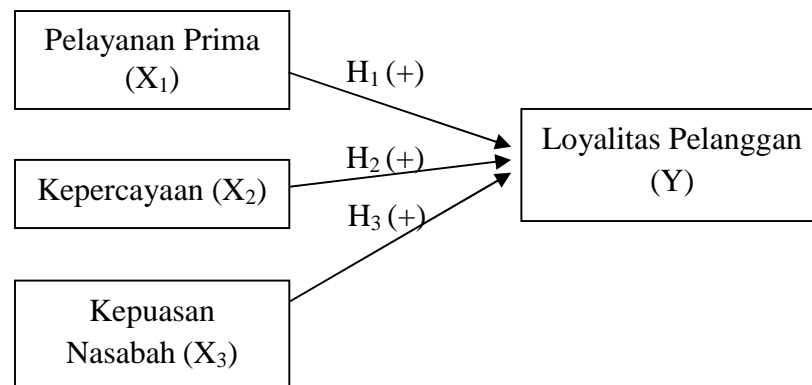 Pelayanan Prima
(X₁)
H₁ (+)
Kepercayaan (X₂)
H₂ (+)
Kepuasan
Nasabah (X₃)
H₃ (+)
Loyalitas Pelanggan
(Y)